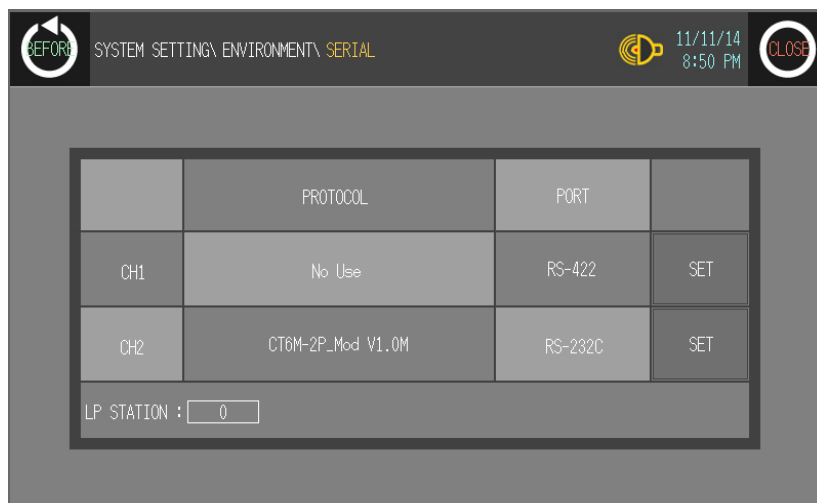 BEFORE SYSTEM SETTING\ ENVIRONMENT\ SERIAL 11/11/14 CLOSE
8:50 PM
PROTOCOL PORT
CH1 No Use RS-422 SET
CH2 CT6M-2P_Mod V1.0M RS-232C SET
LP STATION : 0